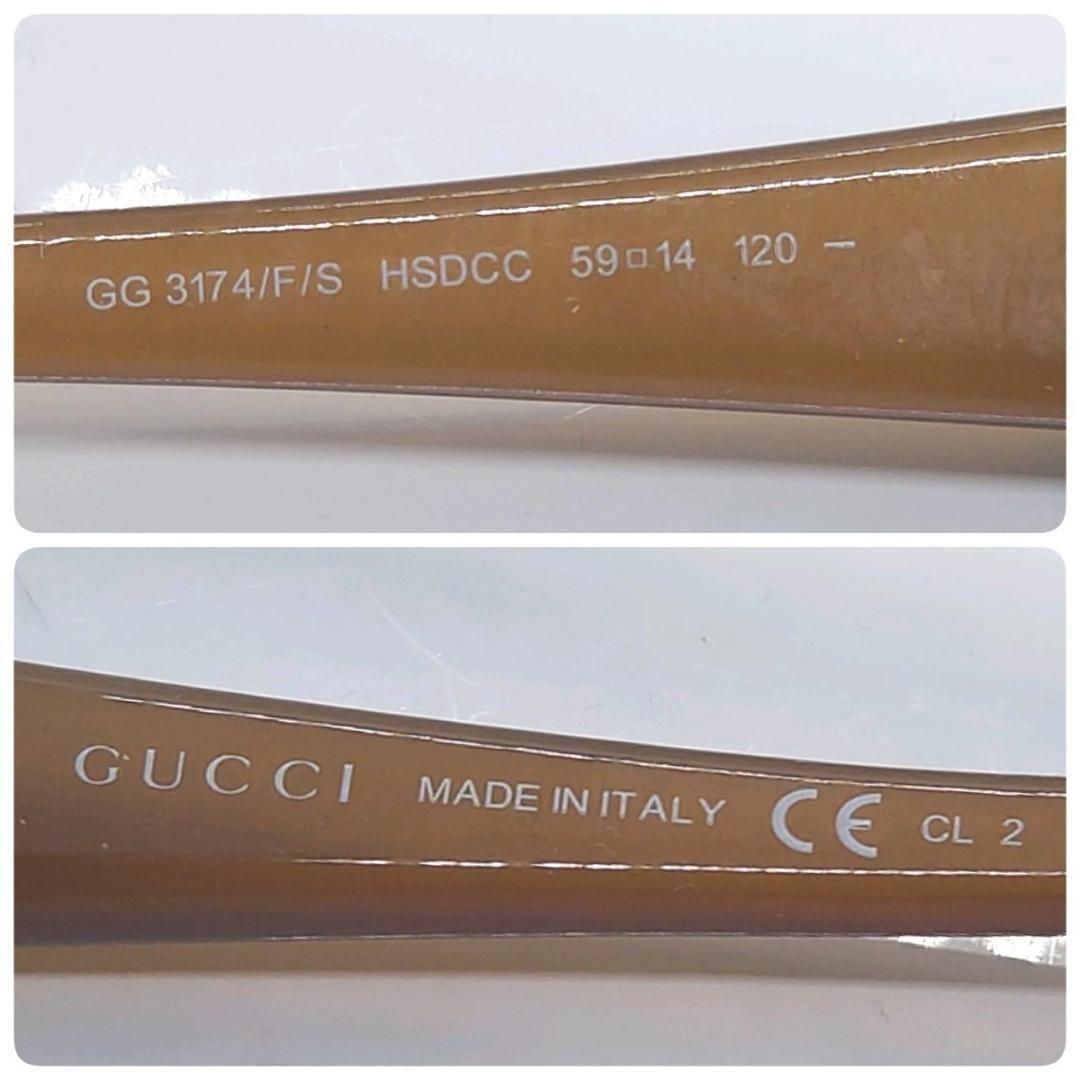 GG 3174/F/S HSDCC 59□14 120 –
GUCCI MADE IN ITALY CE CL 2